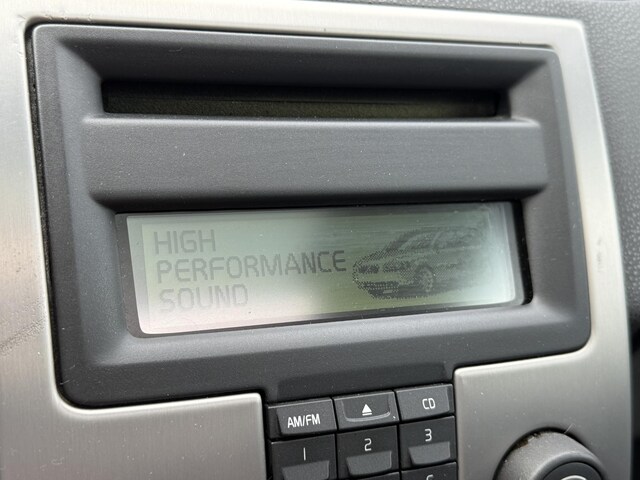 HIGH
PERFORMANCE
SOUND
AM/FM
CD
1
2
3